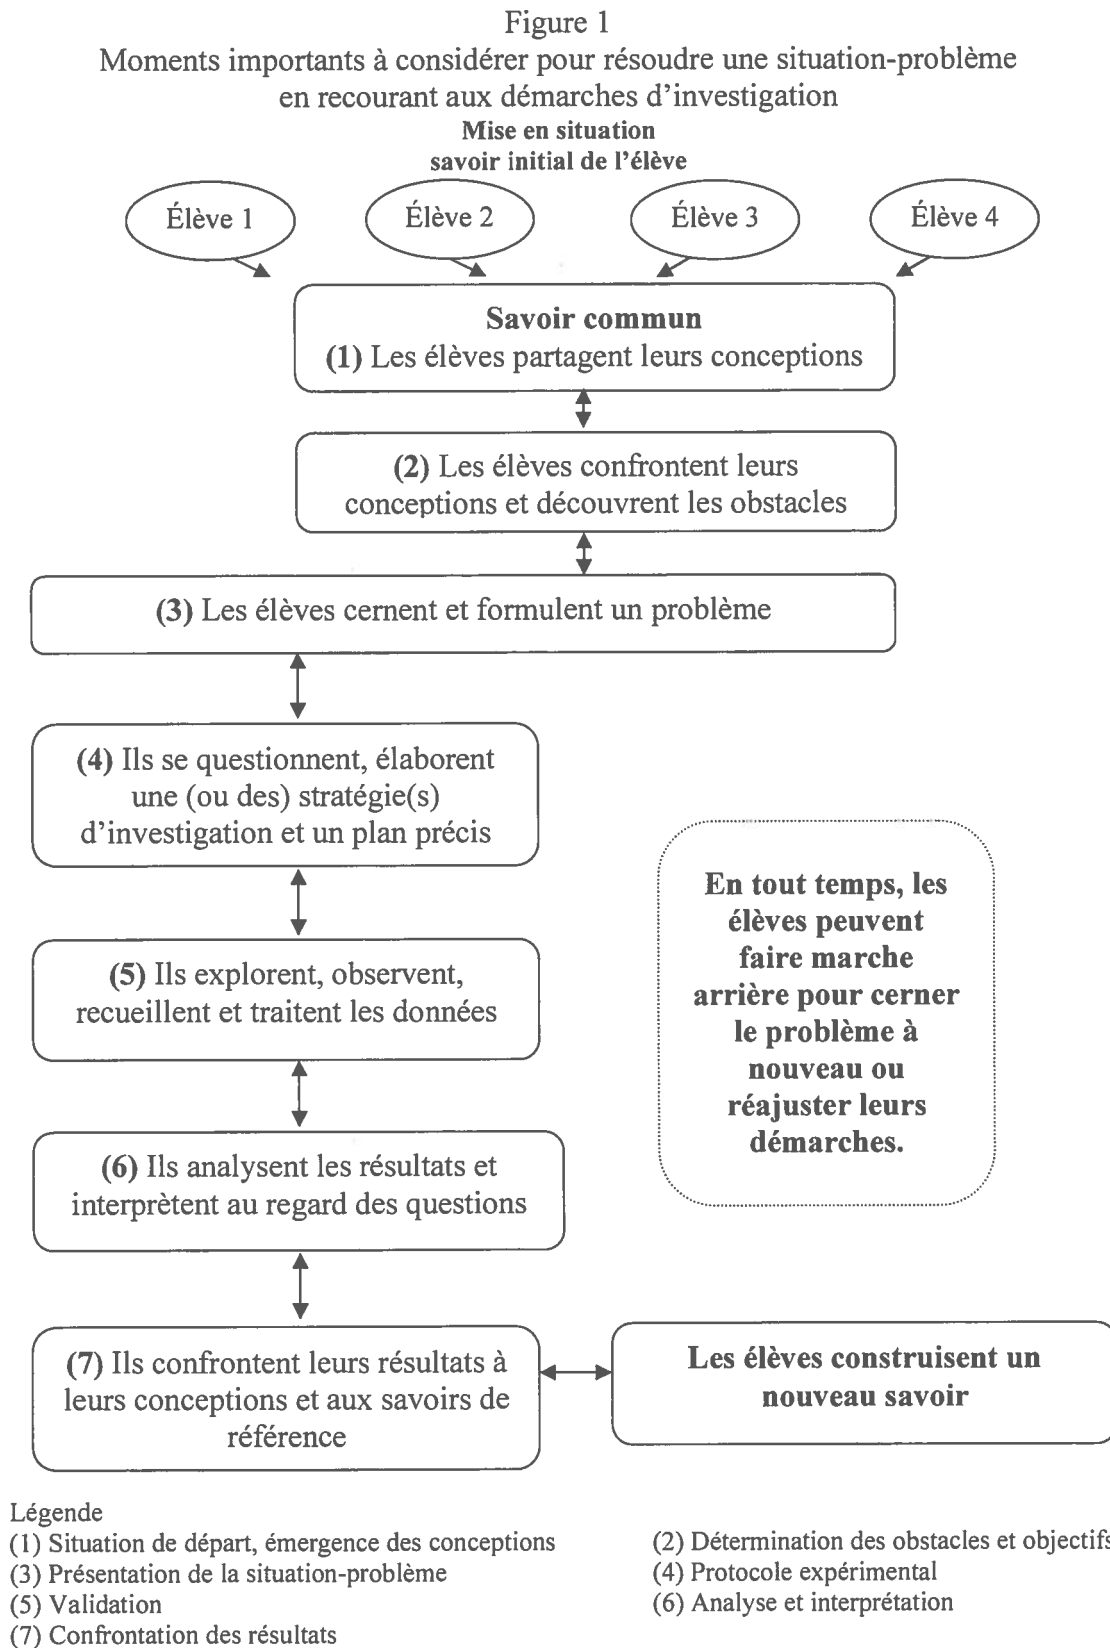 Figure 1
Moments importants à considérer pour résoudre une situation-problème
en recourant aux démarches d'investigation
Mise en situation
savoir initial de l'élève
Élève 1
Élève 2
Élève 3
Élève 4
Savoir commun
(1) Les élèves partagent leurs conceptions
(2) Les élèves confrontent leurs
conceptions et découvrent les obstacles
(3) Les élèves cernent et formulent un problème
(4) Ils se questionnent, élaborent
une (ou des) stratégie(s)
d'investigation et un plan précis
En tout temps, les
élèves peuvent
faire marche
arrière pour cerner
le problème à
nouveau ou
réajuster leurs
démarches.
(5) Ils explorent, observent,
recueillent et traitent les données
(6) Ils analysent les résultats et
interprètent au regard des questions
(7) Ils confrontent leurs résultats à
leurs conceptions et aux savoirs de
référence
Les élèves construisent un
nouveau savoir
Légende
(1) Situation de départ, émergence des conceptions
(2) Détermination des obstacles et objectifs
(3) Présentation de la situation-problème
(4) Protocole expérimental
(5) Validation
(6) Analyse et interprétation
(7) Confrontation des résultats